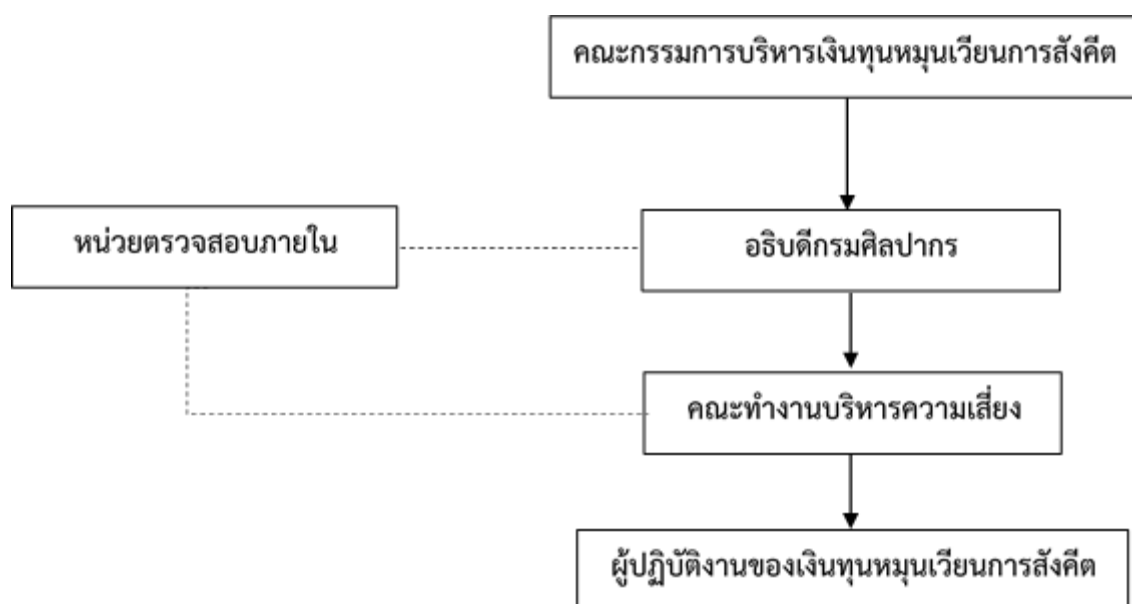 คณะกรรมการบริหารเงินทุนหมุนเวียนการสังคีต
หน่วยตรวจสอบภายใน
อธิบดีกรมศิลปากร
คณะทำงานบริหารความเสี่ยง
ผู้ปฏิบัติงานของเงินทุนหมุนเวียนการสังคีต